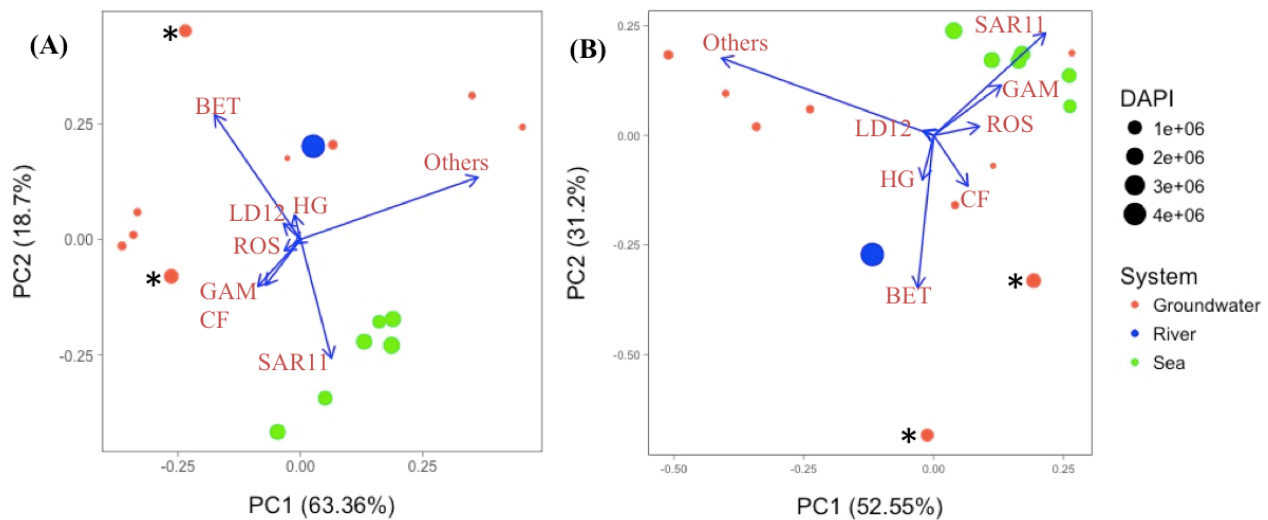 (A)
*
0.25
0.00
-0.25
PC2 (18.7%)
BET
Others
LD12
HG
ROS
*
GAM
CF
SAR11
-0.25
0.00
0.25
PC1 (63.36%)
(B)
0.25
0.00
-0.25
-0.50
PC2 (31.2%)
Others
SAR11
GAM
LD12
ROS
HG
CF
BET
*
*
-0.50
-0.25
0.00
0.25
PC1 (52.55%)
DAPI
1e+06
2e+06
3e+06
4e+06
System
Groundwater
River
Sea